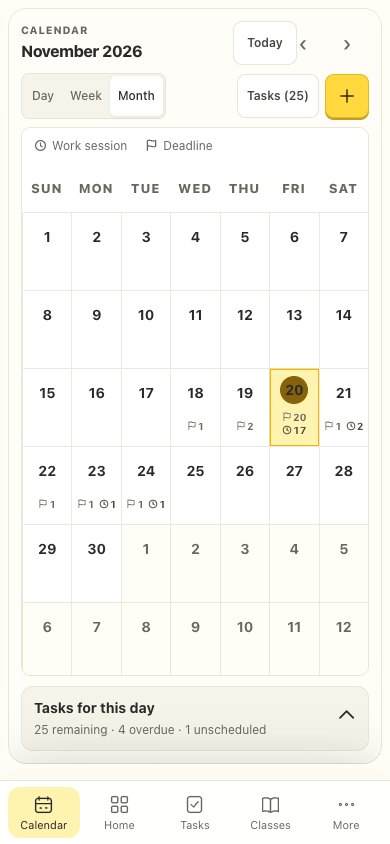 CALENDAR
November 2026
Today
Day Week Month
Tasks (25)
Work session Deadline
SUN MON TUE WED THU FRI SAT
1 2 3 4 5 6 7
8 9 10 11 12 13 14
15 16 17 18 19 20 21
1 2 20 1 2
17
22 23 24 25 26 27 28
1 1 1 1 1
29 30 1 2 3 4 5
6 7 8 9 10 11 12
Tasks for this day
25 remaining · 4 overdue · 1 unscheduled
Calendar Home Tasks Classes More